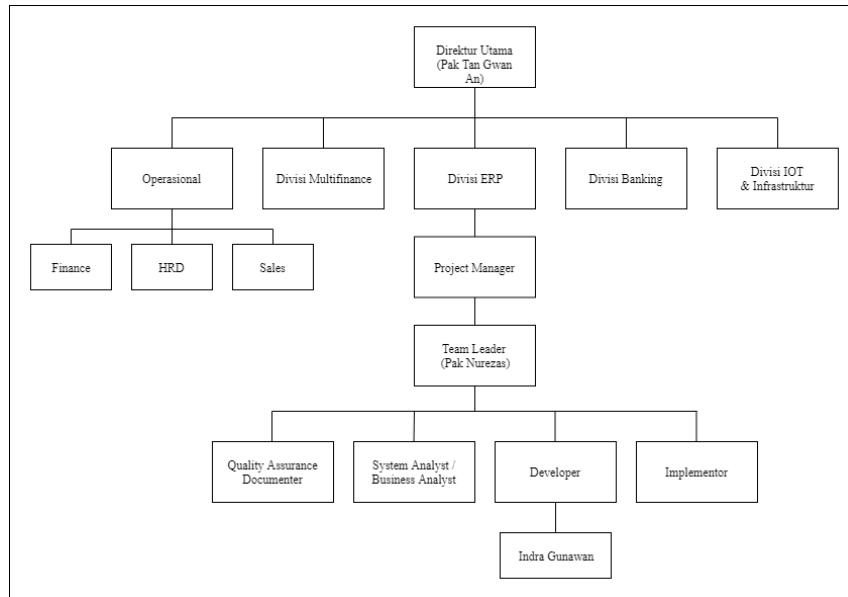 Direktur Utama
(Pak Tan Gwan
An)
Operasional
Divisi Multifinance
Divisi ERP
Divisi Banking
Divisi IOT
& Infrastruktur
Finance
HRD
Sales
Project Manager
Team Leader
(Pak Nurezas)
Quality Assurance
Documenter
System Analyst /
Business Analyst
Developer
Implementor
Indra Gunawan